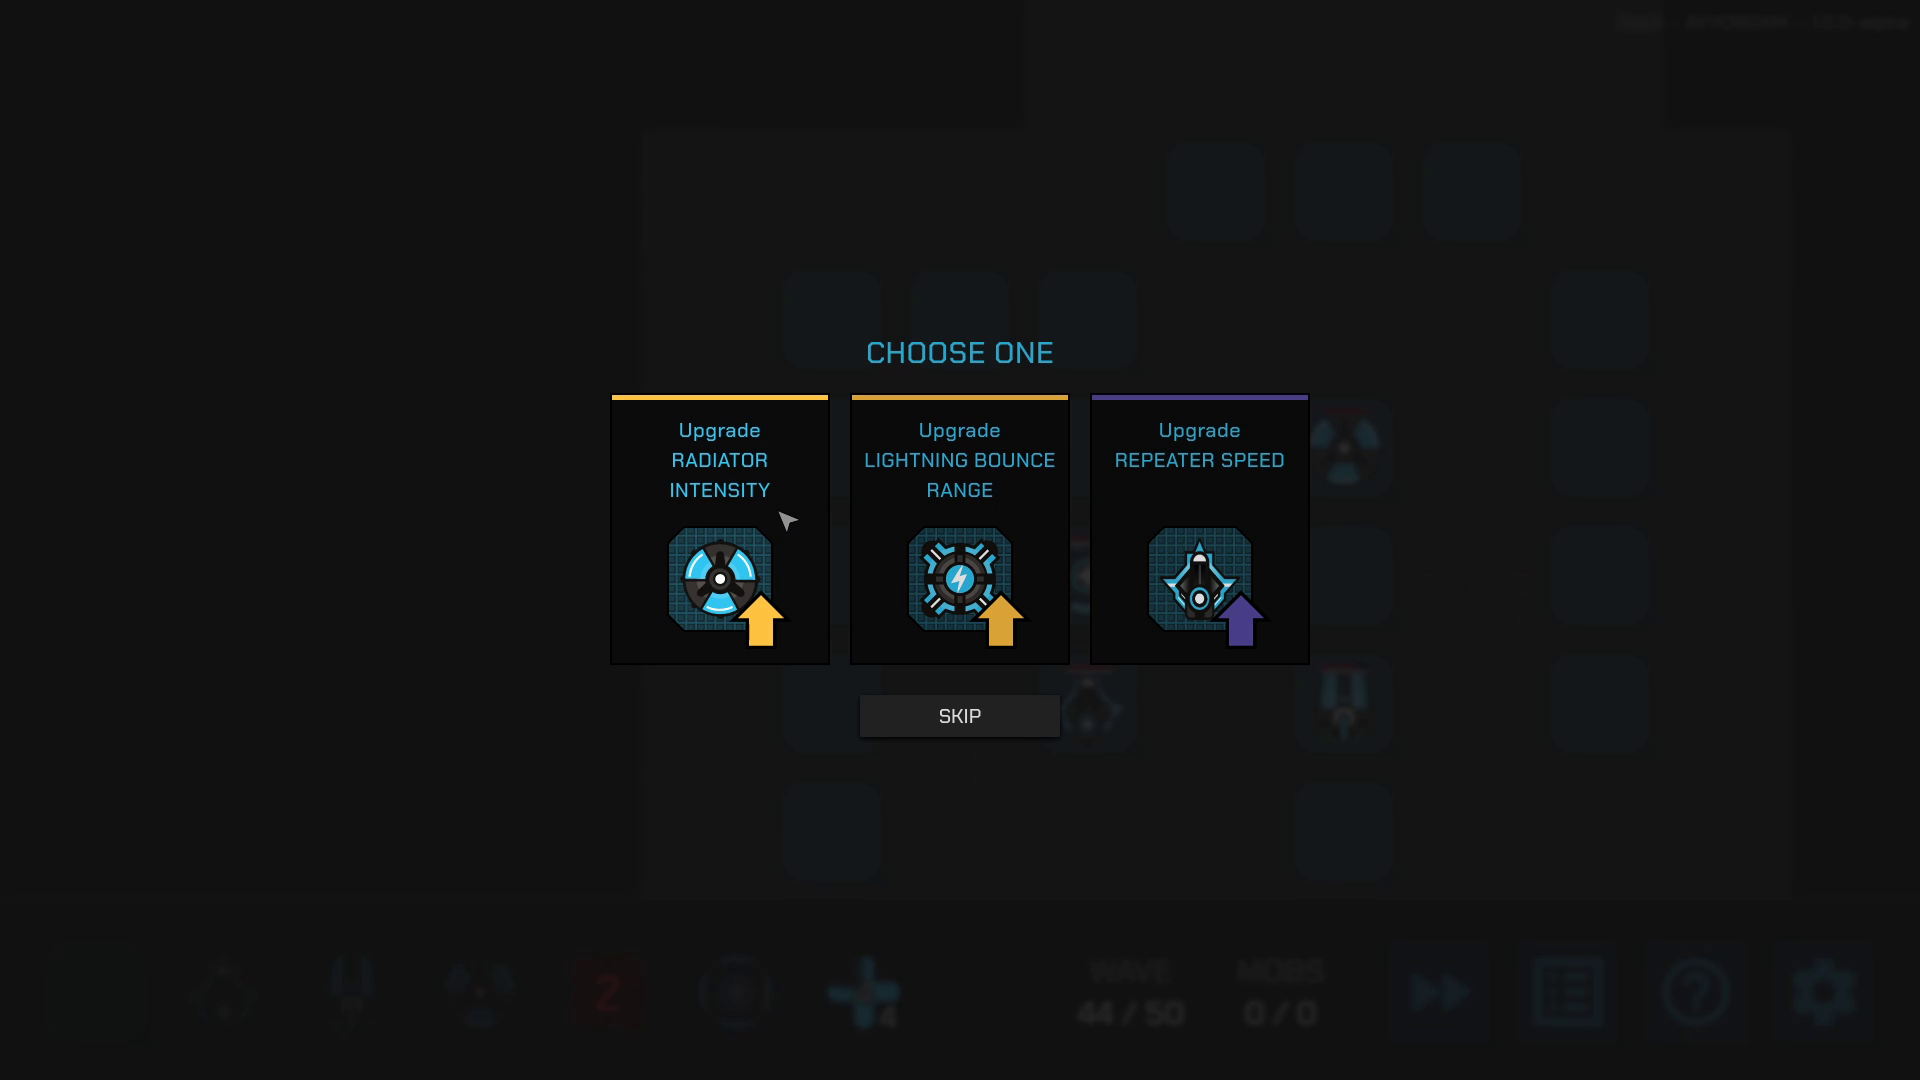 CHOOSE ONE
Upgrade
RADIATOR
INTENSITY
Upgrade
LIGHTNING BOUNCE
RANGE
Upgrade
REPEATER SPEED
SKIP
2
4
WAVE
44 / 50
MOBS
0 / 0
?